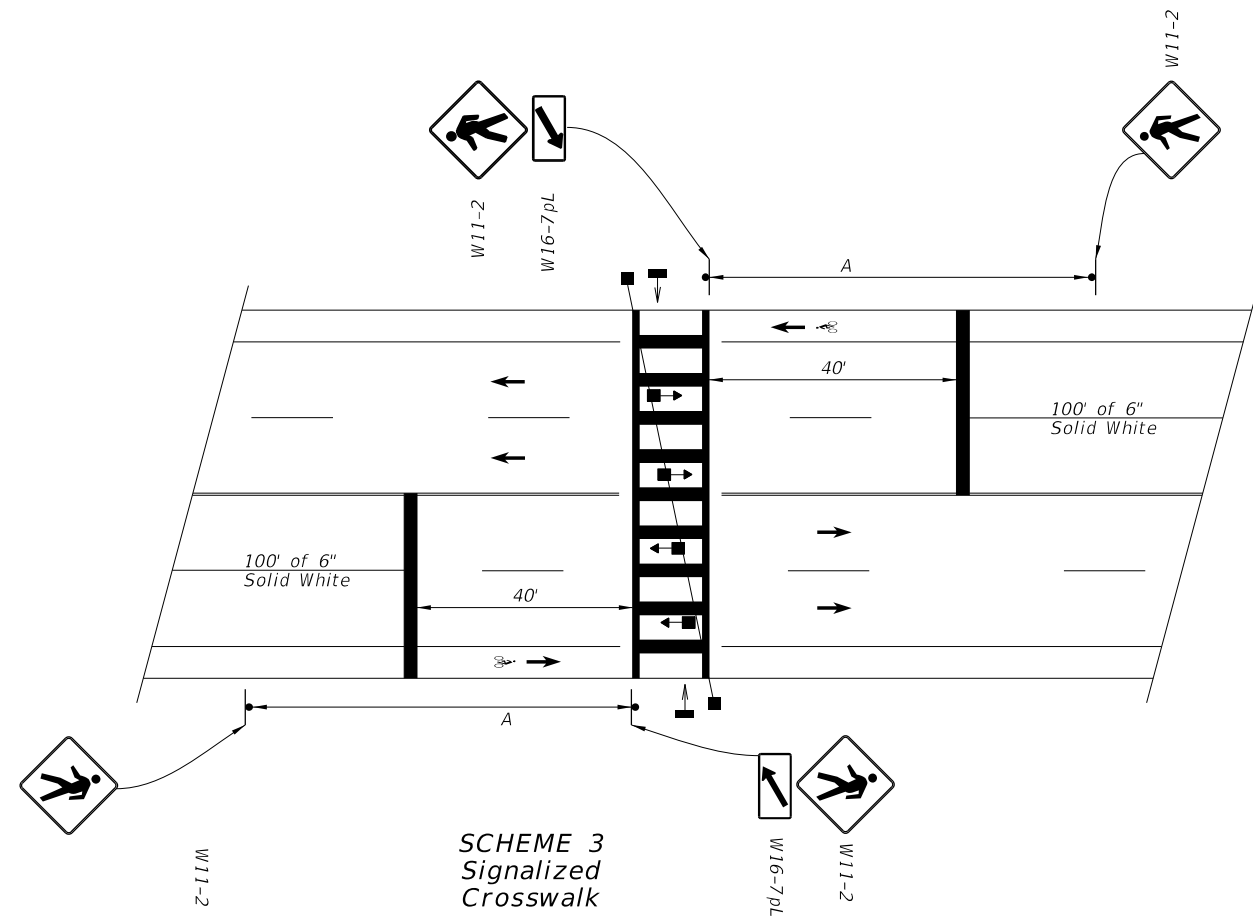 W11-2
W11-2
W16-7pL
A
40'
100' of 6"
Solid White
100' of 6"
Solid White
40'
A
W11-2
W16-7pL
W11-2
SCHEME 3
Signalized
Crosswalk